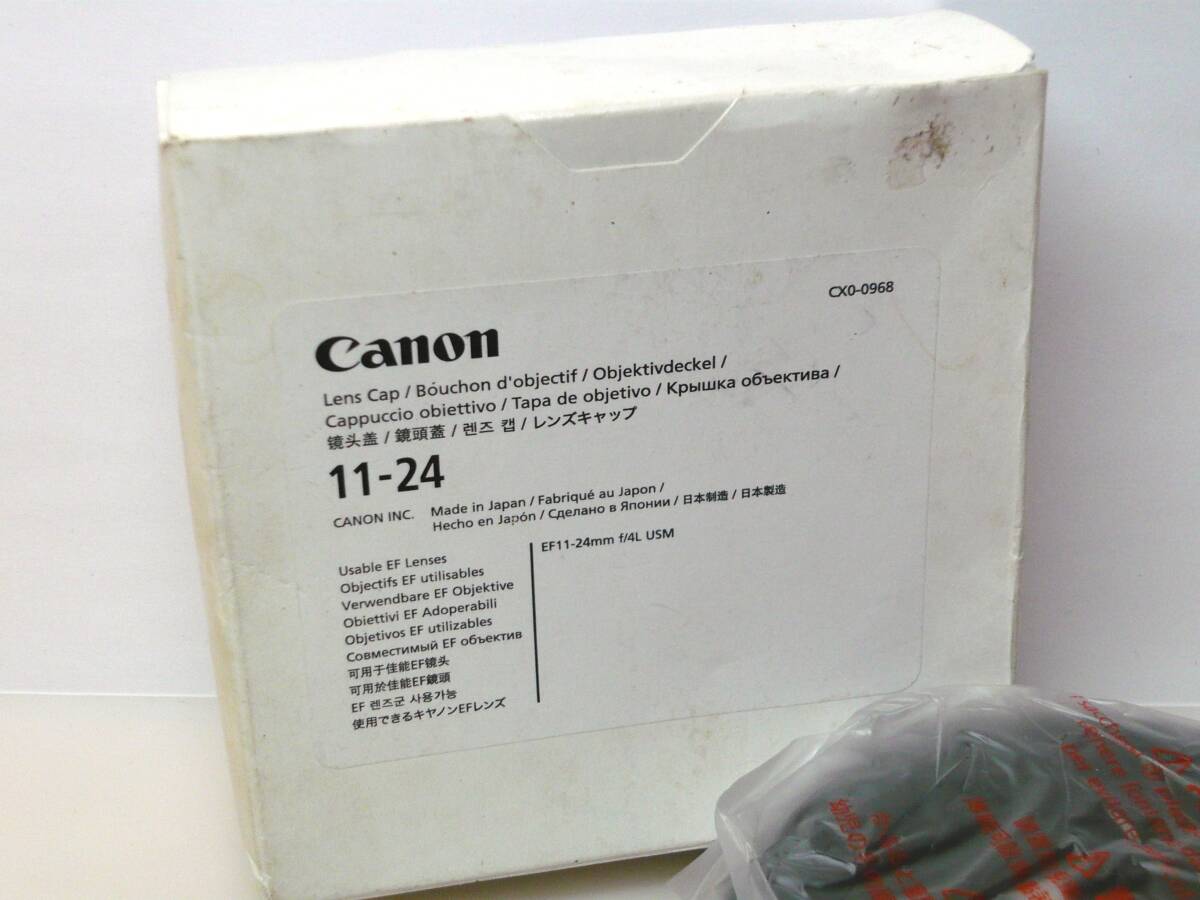 CX0-0968
Canon
Lens Cap / Bouchon d'objectif / Objektivdeckel /
Cappuccio obiettivo / Tapa de objetivo / Крышка объектива /
镜头盖 / 鏡頭蓋 / 렌즈 캡 / レンズキャップ
11-24
CANON INC.
Made in Japan / Fabriqué au Japon /
Hecho en Japón / Сделано в Японии / 日本制造 / 日本製造
Usable EF Lenses
Objectifs EF utilisables
Verwendbare EF Objektive
Obiettivi EF Adoperabili
Objetivos EF utilizables
Совместимый EF объектив
可用于佳能EF镜头
可用於佳能EF鏡頭
EF 렌즈군 사용가능
使用できるキヤノンEFレンズ
EF11-24mm f/4L USM